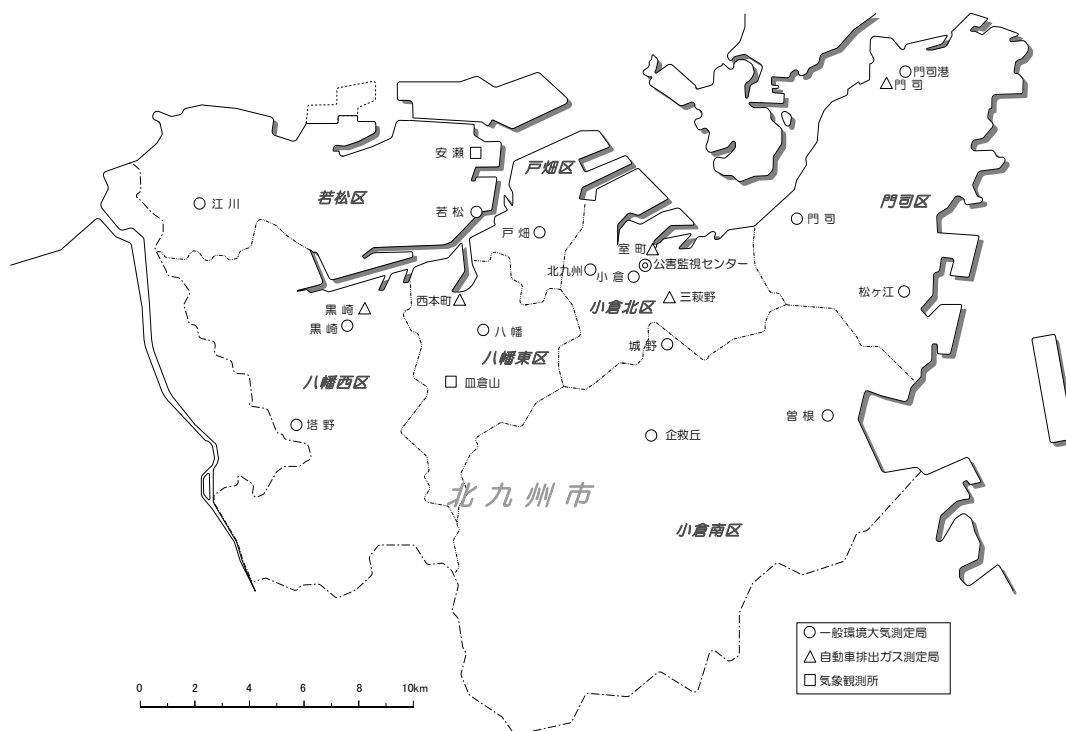 門司港
門司
安瀬
戸畑区
若松区
門司区
江川
若松
門司
戸畑
室町
公害監視センター
北九州
小倉
松ヶ江
西本町
三萩野
小倉北区
黒崎
黒崎
八幡
城野
八幡東区
八幡西区
皿倉山
曽根
塔野
企救丘
北九州市
小倉南区
一般環境大気測定局
自動車排出ガス測定局
気象観測所
0 2 4 6 8 10km